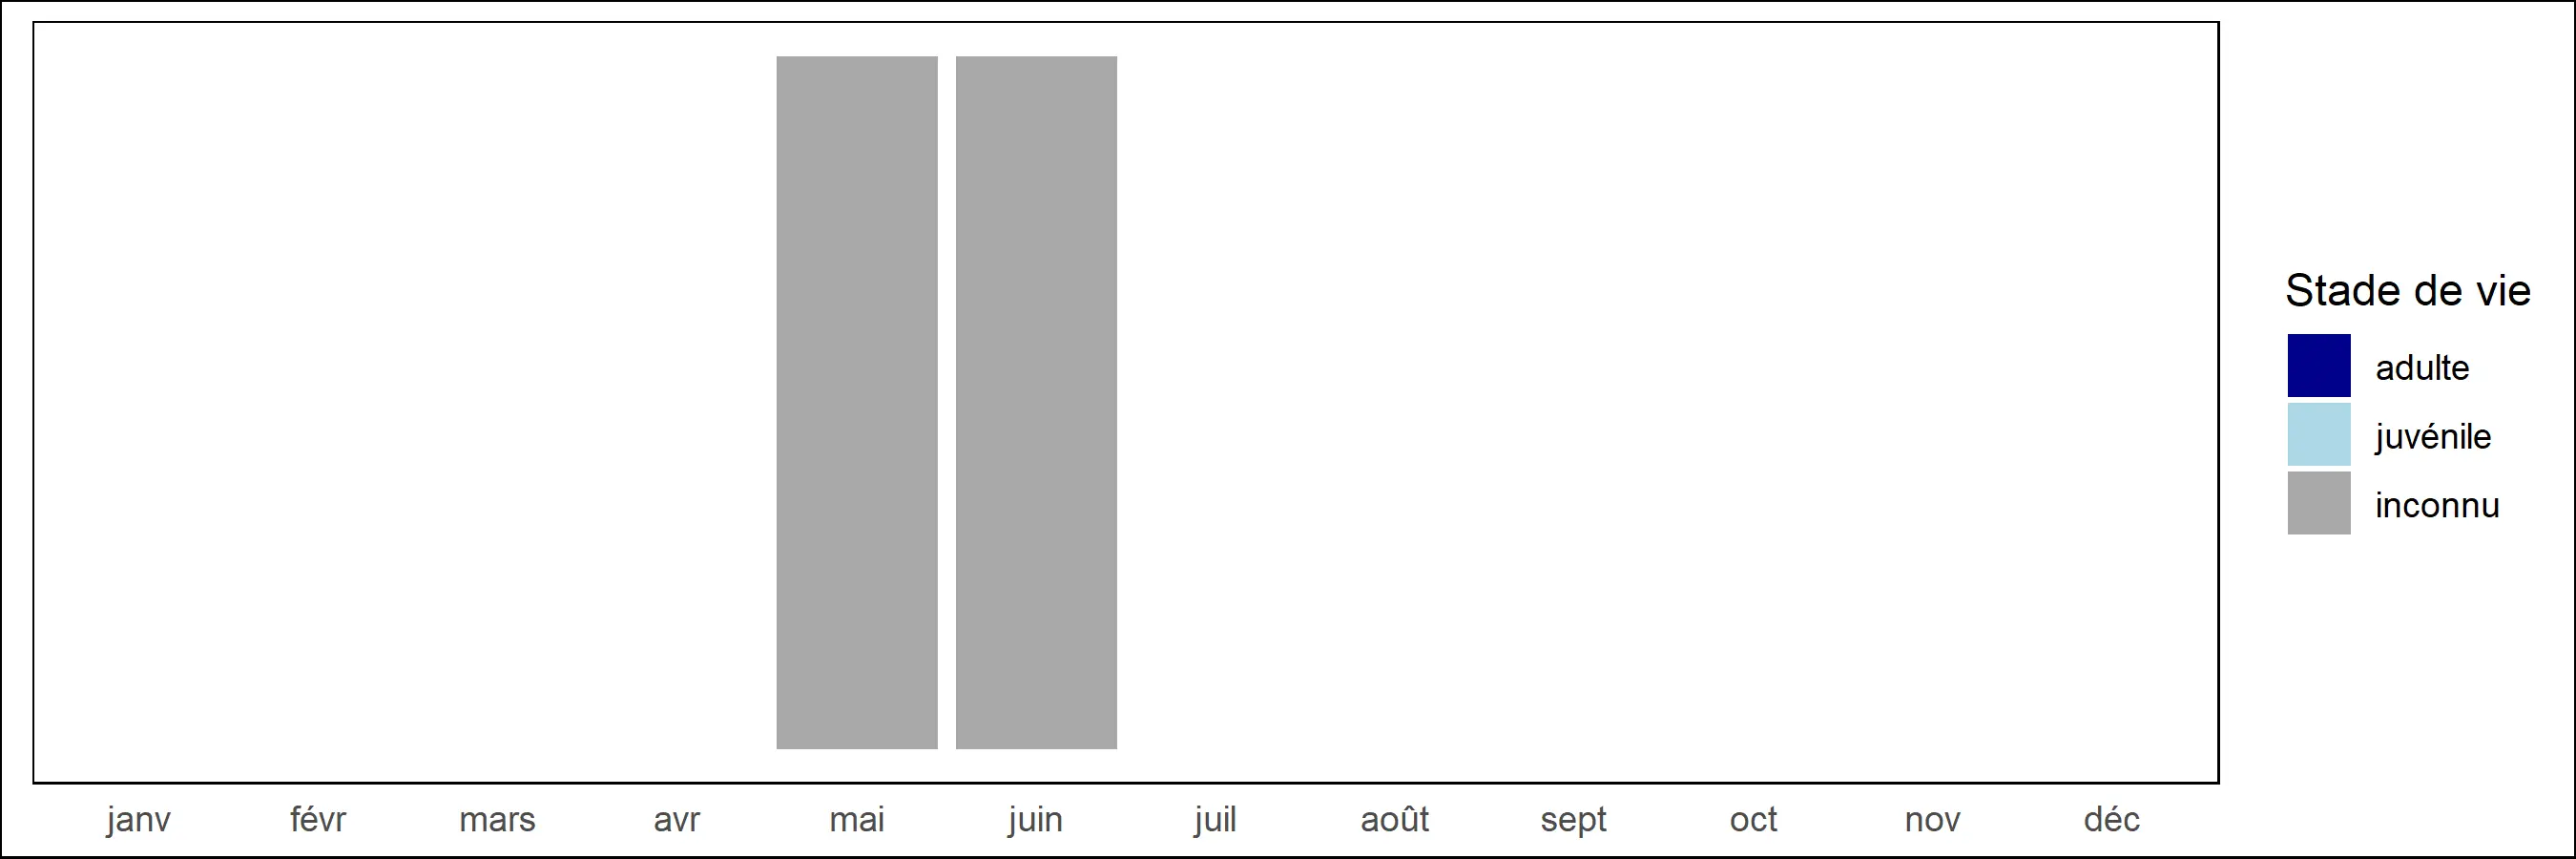 Stade de vie
adulte
juvénile
inconnu
janv févr mars avr mai juin juil août sept oct nov déc